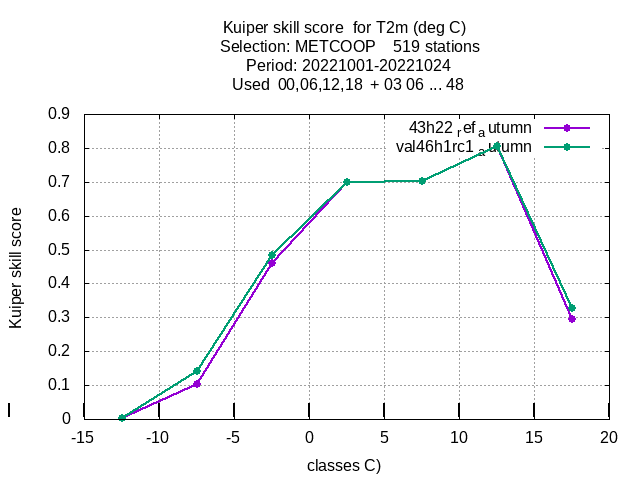 Kuiper skill score  for T2m (deg C)
Selection: METCOOP    519 stations
Period: 20221001-20221024
Used  00,06,12,18  + 03 06 ... 48
43h22 ref autumn
val46h1rc1 autumn
Kuiper skill score
0.9
0.8
0.7
0.6
0.5
0.4
0.3
0.2
0.1
0
-15 -10 -5 0 5 10 15 20
classes C)